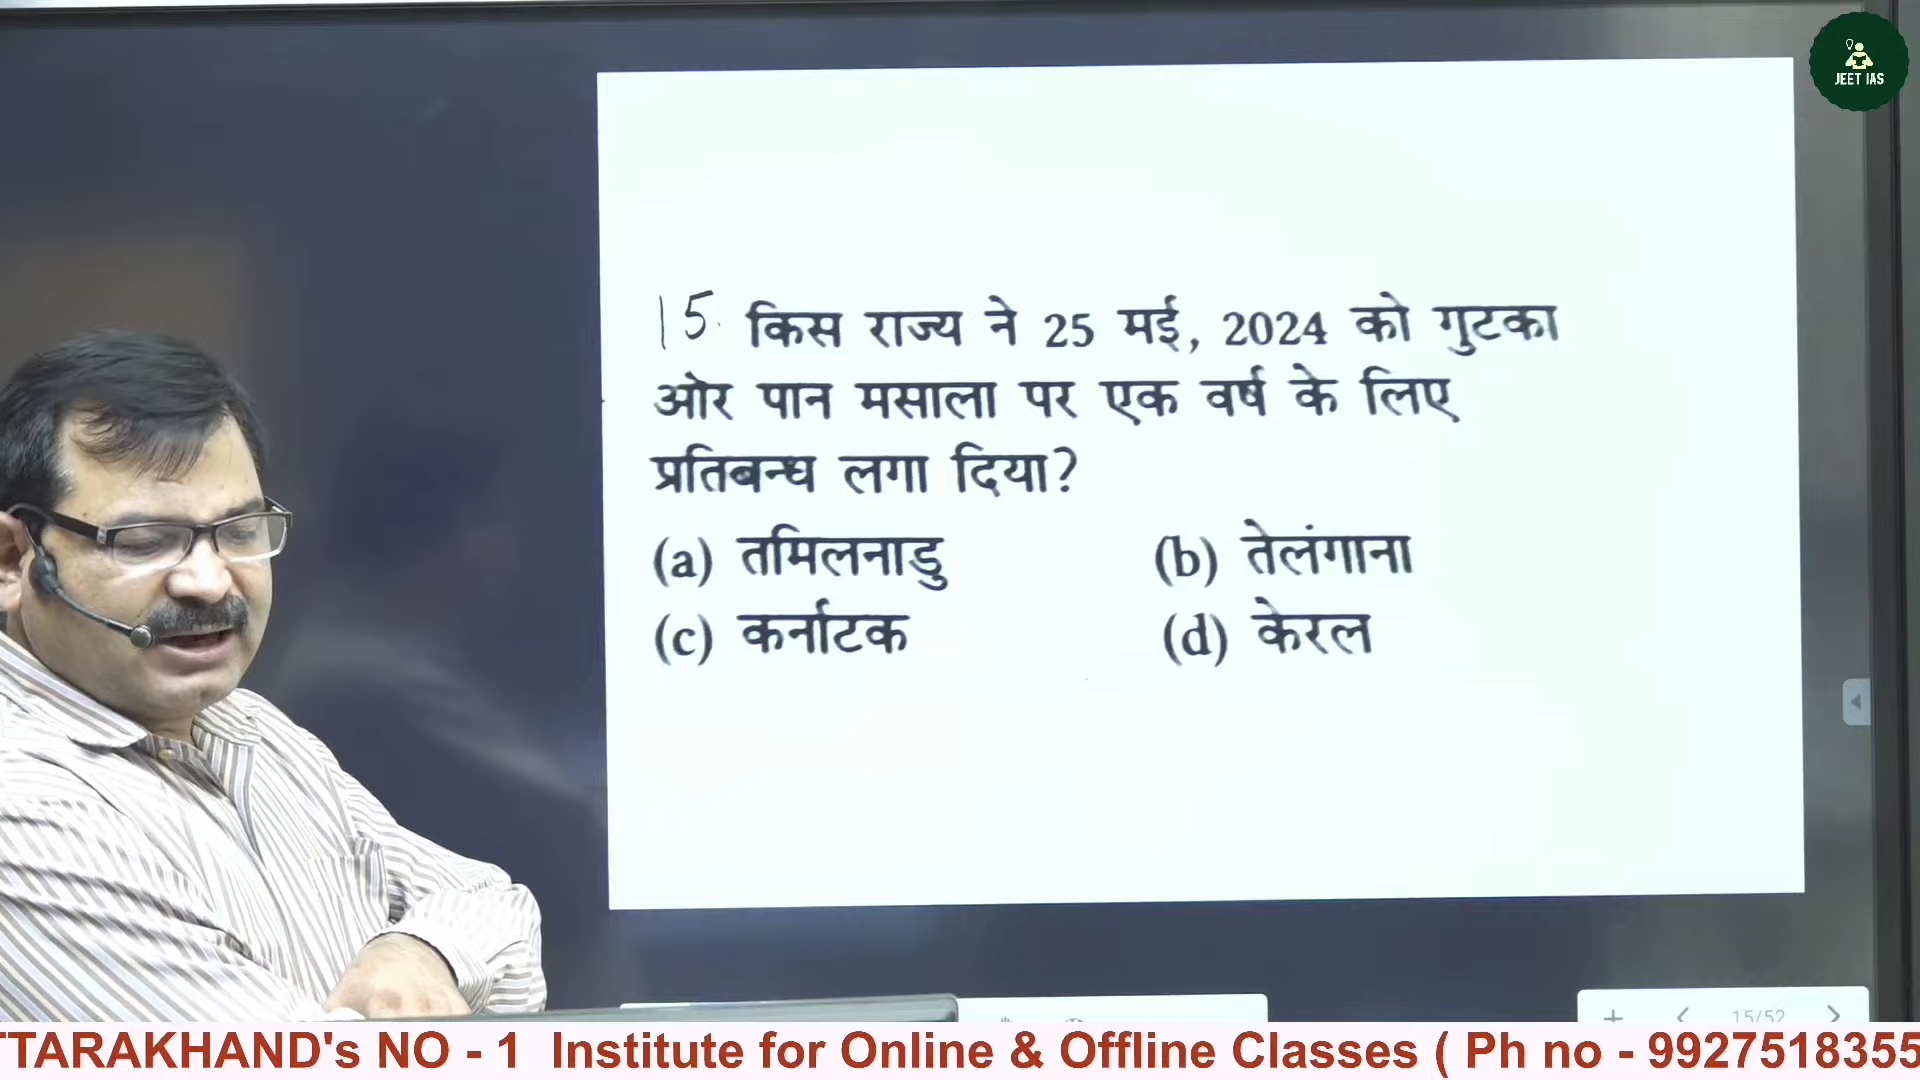 JEET IAS
15. किस राज्य ने 25 मई, 2024 को गुटका
ओर पान मसाला पर एक वर्ष के लिए
प्रतिबन्ध लगा दिया?
(a) तमिलनाडु (b) तेलंगाना
(c) कर्नाटक (d) केरल
15/52
TTARAKHAND's NO - 1 Institute for Online & Offline Classes ( Ph no - 9927518355